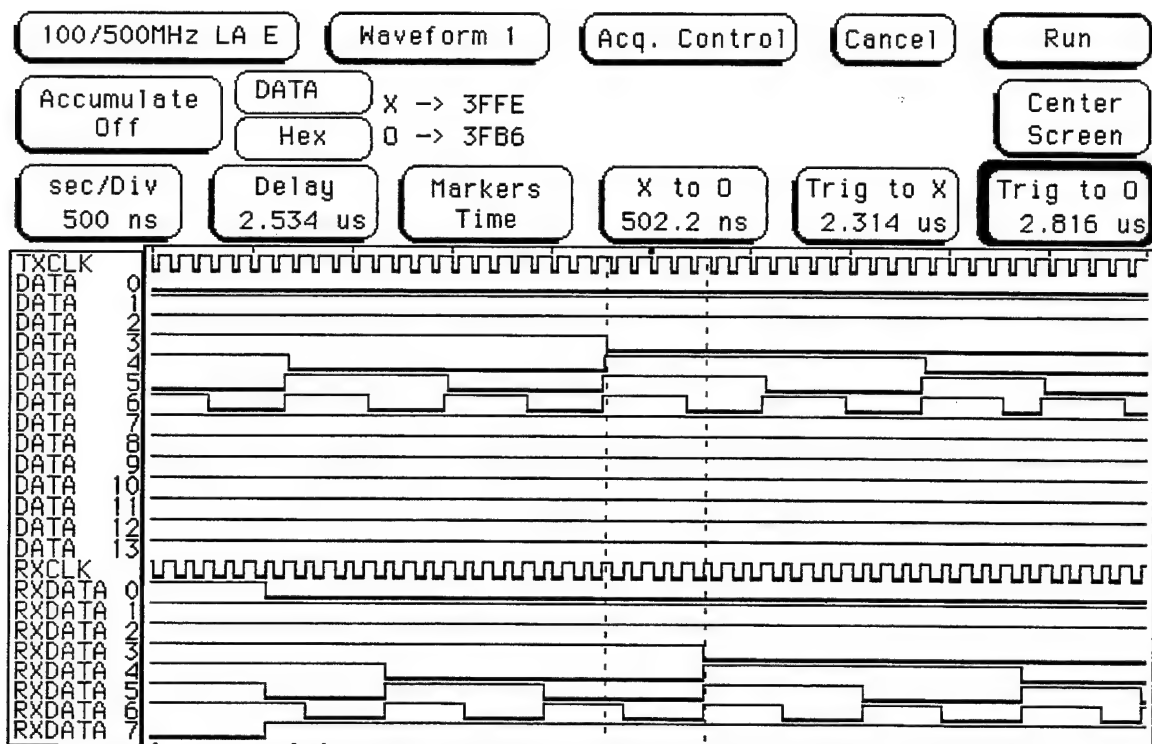 100/500MHz LA E Waveform 1 Acq. Control Cancel Run
Accumulate Off
DATA X -> 3FFE
Hex O -> 3FB6
Center Screen
sec/Div 500 ns
Delay 2.534 us
Markers Time
X to O 502.2 ns
Trig to X 2.314 us
Trig to O 2.816 us
TXCLK
DATA 0
DATA 1
DATA 2
DATA 3
DATA 4
DATA 5
DATA 6
DATA 7
DATA 8
DATA 9
DATA 10
DATA 11
DATA 12
DATA 13
RXCLK
RXDATA 0
RXDATA 1
RXDATA 2
RXDATA 3
RXDATA 4
RXDATA 5
RXDATA 6
RXDATA 7